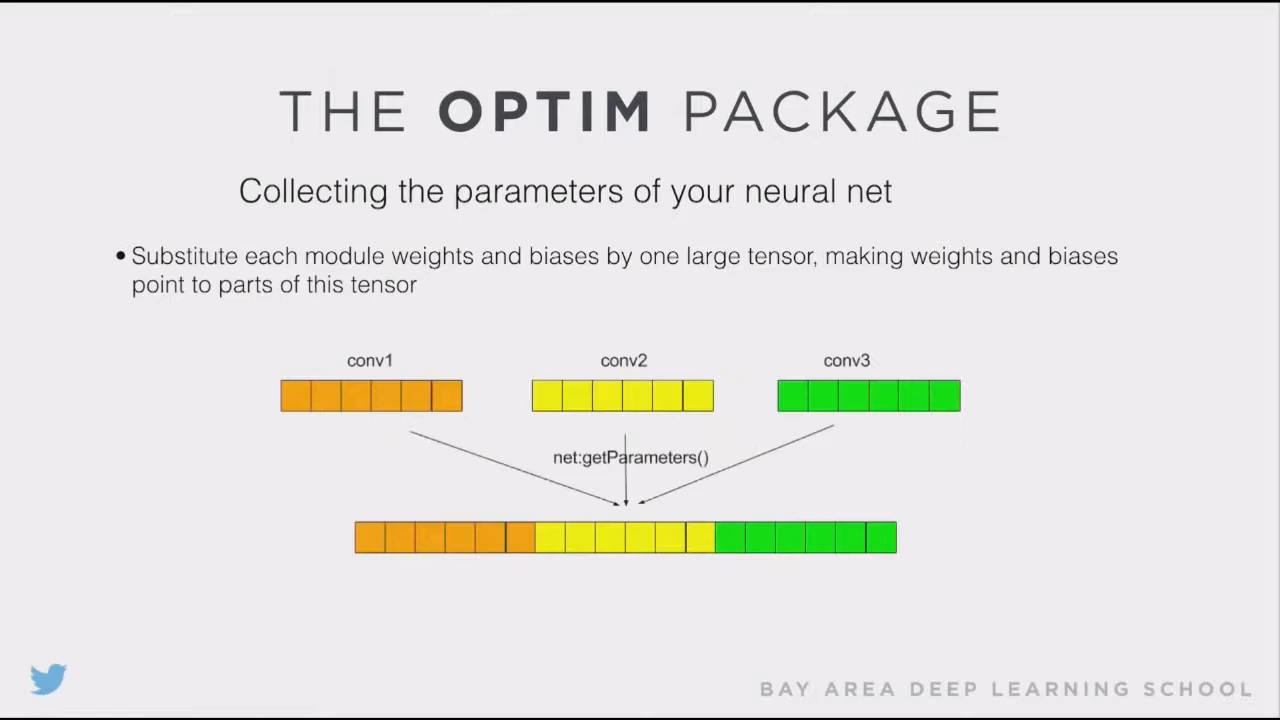 THE OPTIM PACKAGE
Collecting the parameters of your neural net
• Substitute each module weights and biases by one large tensor, making weights and biases
point to parts of this tensor
conv1 conv2 conv3
net:getParameters()
BAY AREA DEEP LEARNING SCHOOL